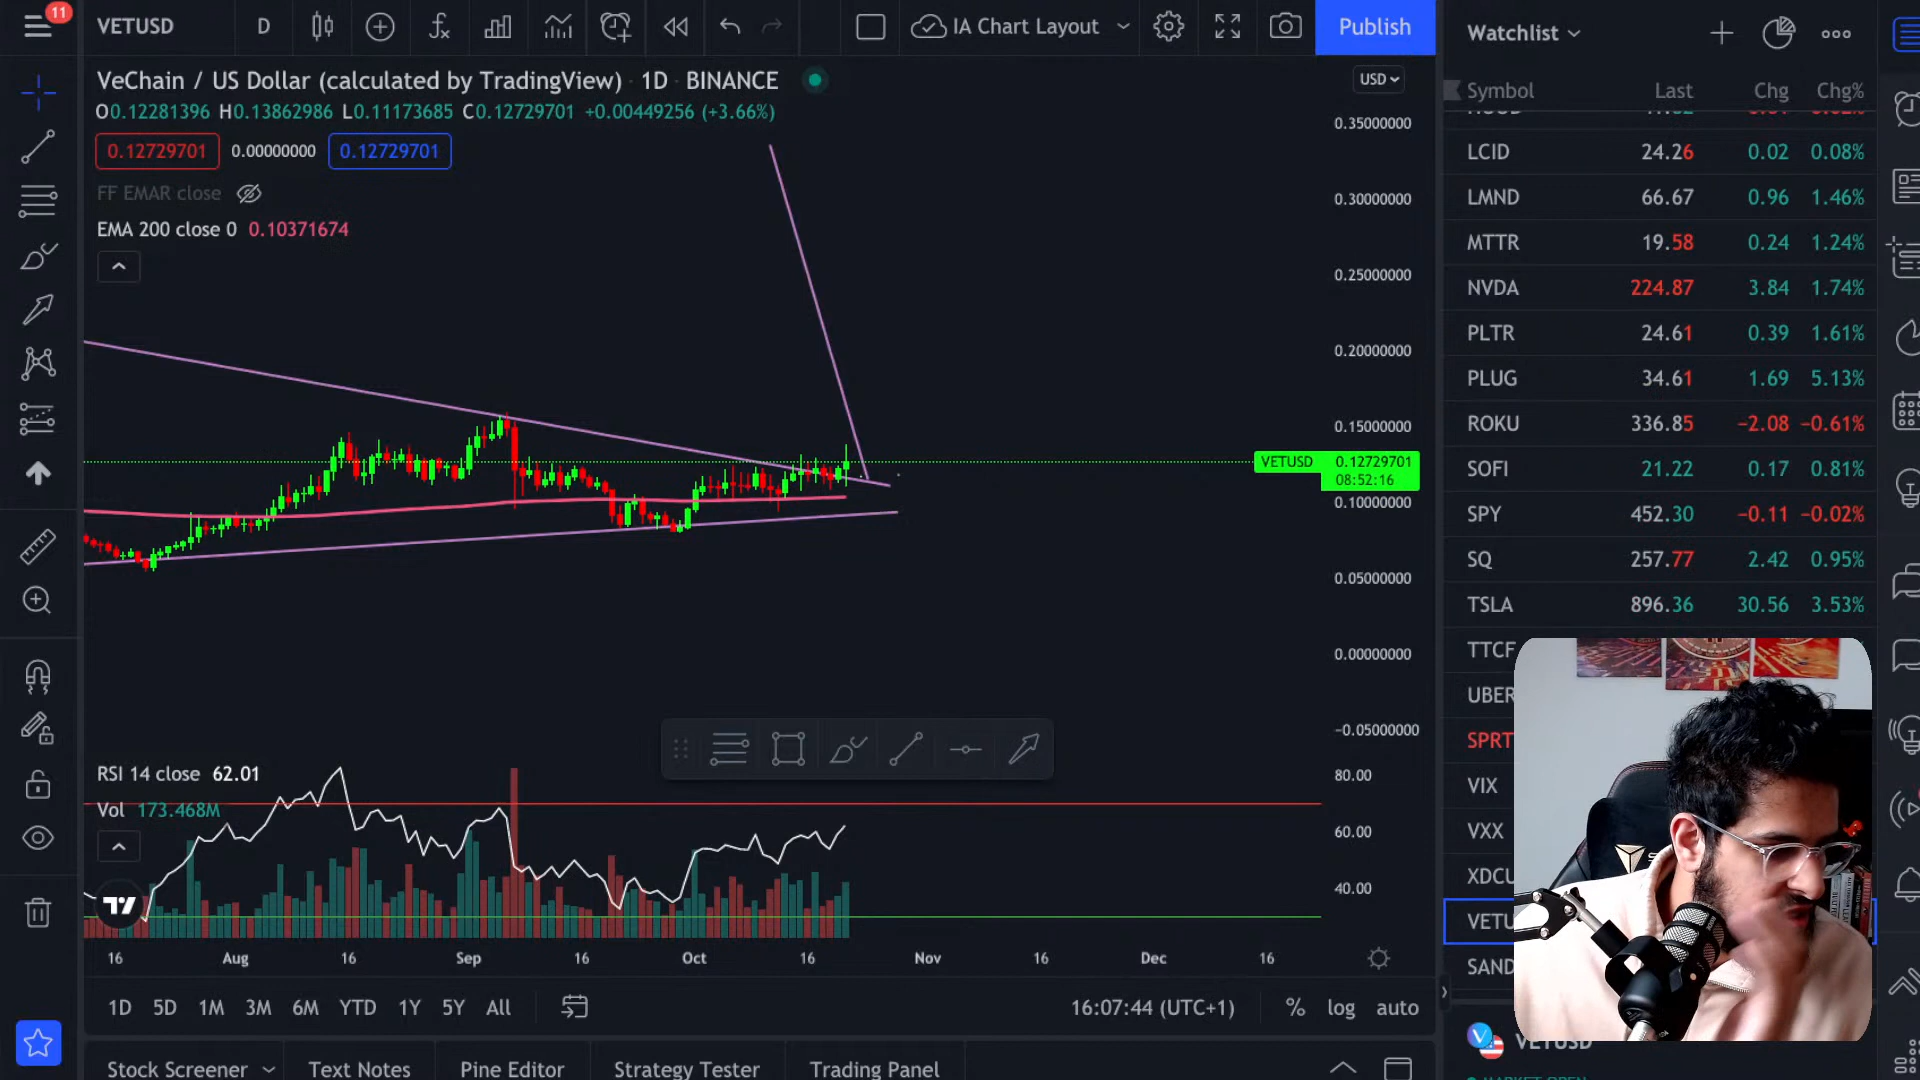 11
VETUSD
D
IA Chart Layout
Publish
VeChain / US Dollar (calculated by TradingView) · 1D · BINANCE
O0.12281396 H0.13862986 L0.11173685 C0.12729701 +0.00449256 (+3.66%)
0.12729701
0.00000000
0.12729701
FF EMAR close
EMA 200 close 0 0.10371674
USD
0.35000000
0.30000000
0.25000000
0.20000000
0.15000000
VETUSD 0.12729701
08:52:16
0.10000000
0.05000000
0.00000000
−0.05000000
RSI 14 close 62.01
Vol 173.468M
80.00
60.00
40.00
16 Aug 16 Sep 16 Oct 16 Nov 16 Dec 16
1D 5D 1M 3M 6M YTD 1Y 5Y All
16:07:44 (UTC+1)
% log auto
Stock Screener
Text Notes
Pine Editor
Strategy Tester
Trading Panel
Watchlist
Symbol Last Chg Chg%
LCID 24.26 0.02 0.08%
LMND 66.67 0.96 1.46%
MTTR 19.58 0.24 1.24%
NVDA 224.87 3.84 1.74%
PLTR 24.61 0.39 1.61%
PLUG 34.61 1.69 5.13%
ROKU 336.85 −2.08 −0.61%
SOFI 21.22 0.17 0.81%
SPY 452.30 −0.11 −0.02%
SQ 257.77 2.42 0.95%
TSLA 896.36 30.56 3.53%
TTCF
UBER
SPRT
VIX
VXX
XDCU
VETU
SAND
VETUSD